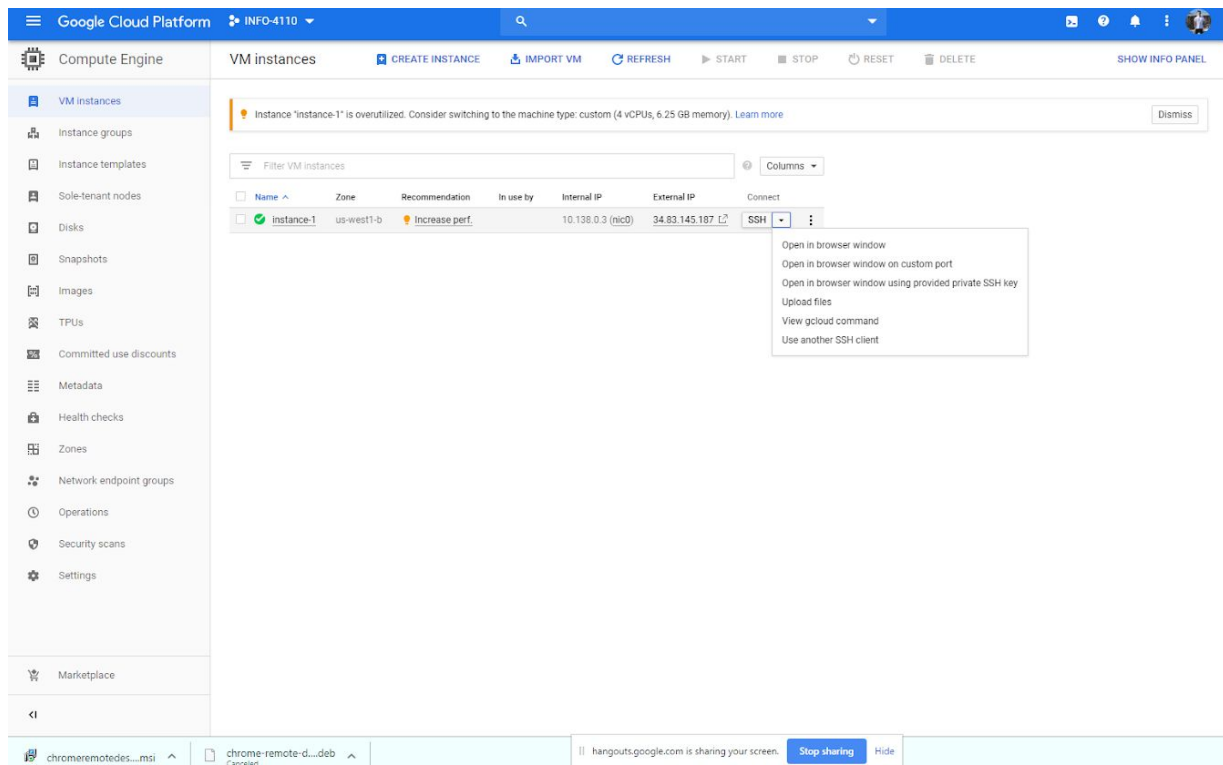 Google Cloud Platform INFO-4110
Compute Engine VM instances CREATE INSTANCE IMPORT VM REFRESH START STOP RESET DELETE SHOW INFO PANEL
VM instances
Instance "instance-1" is overutilized. Consider switching to the machine type: custom (4 vCPUs, 6.25 GB memory). Learn more Dismiss
Instance groups
Instance templates
Filter VM instances Columns
Sole-tenant nodes
Name Zone Recommendation In use by Internal IP External IP Connect
instance-1 us-west1-b Increase perf. 10.138.0.3 (nic0) 34.83.145.187 SSH
Disks
Open in browser window
Open in browser window on custom port
Open in browser window using provided private SSH key
Upload files
View gcloud command
Use another SSH client
Snapshots
Images
TPUs
Committed use discounts
Metadata
Health checks
Zones
Network endpoint groups
Operations
Security scans
Settings
Marketplace
chromeremotedes....msi chrome-remote-d....deb hangouts.google.com is sharing your screen. Stop sharing Hide
Canceled